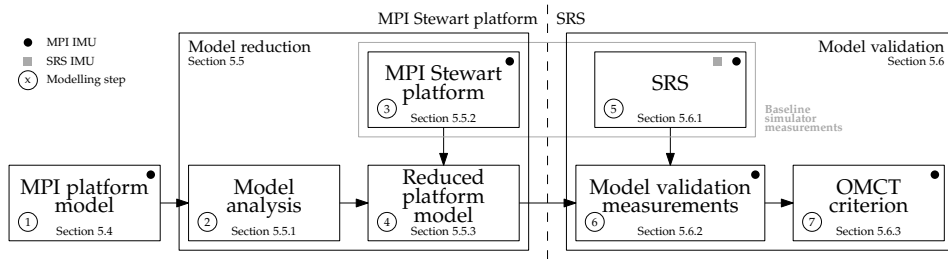 MPI Stewart platform
SRS
MPI IMU
SRS IMU
x Modelling step
Model reduction
Section 5.5
Model validation
Section 5.6
MPI Stewart
platform
3
Section 5.5.2
SRS
5
Section 5.6.1
Baseline
simulator
measurements
MPI platform
model
1
Section 5.4
Model
analysis
2
Section 5.5.1
Reduced
platform
model
4
Section 5.5.3
Model validation
measurements
6
Section 5.6.2
OMCT
criterion
7
Section 5.6.3